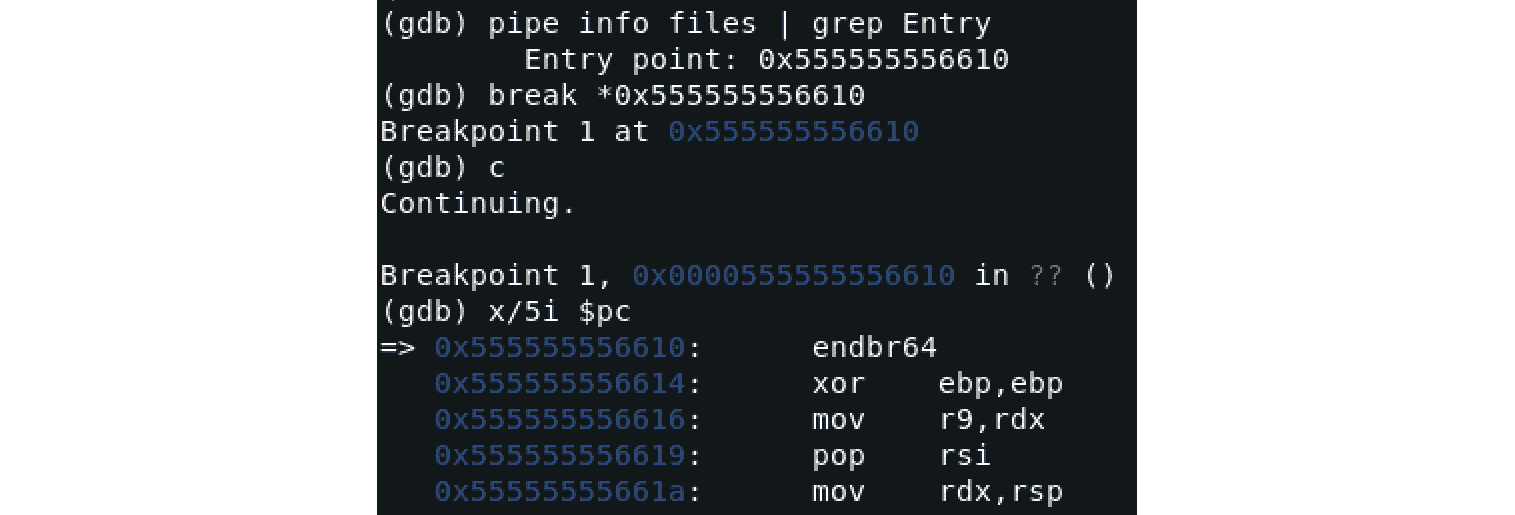 (gdb) pipe info files | grep Entry
Entry point: 0x555555556610
(gdb) break *0x555555556610
Breakpoint 1 at 0x555555556610
(gdb) c
Continuing.
Breakpoint 1, 0x0000555555556610 in ?? ()
(gdb) x/5i $pc
=> 0x555555556610: endbr64
0x555555556614: xor ebp,ebp
0x555555556616: mov r9,rdx
0x555555556619: pop rsi
0x55555555661a: mov rdx,rsp